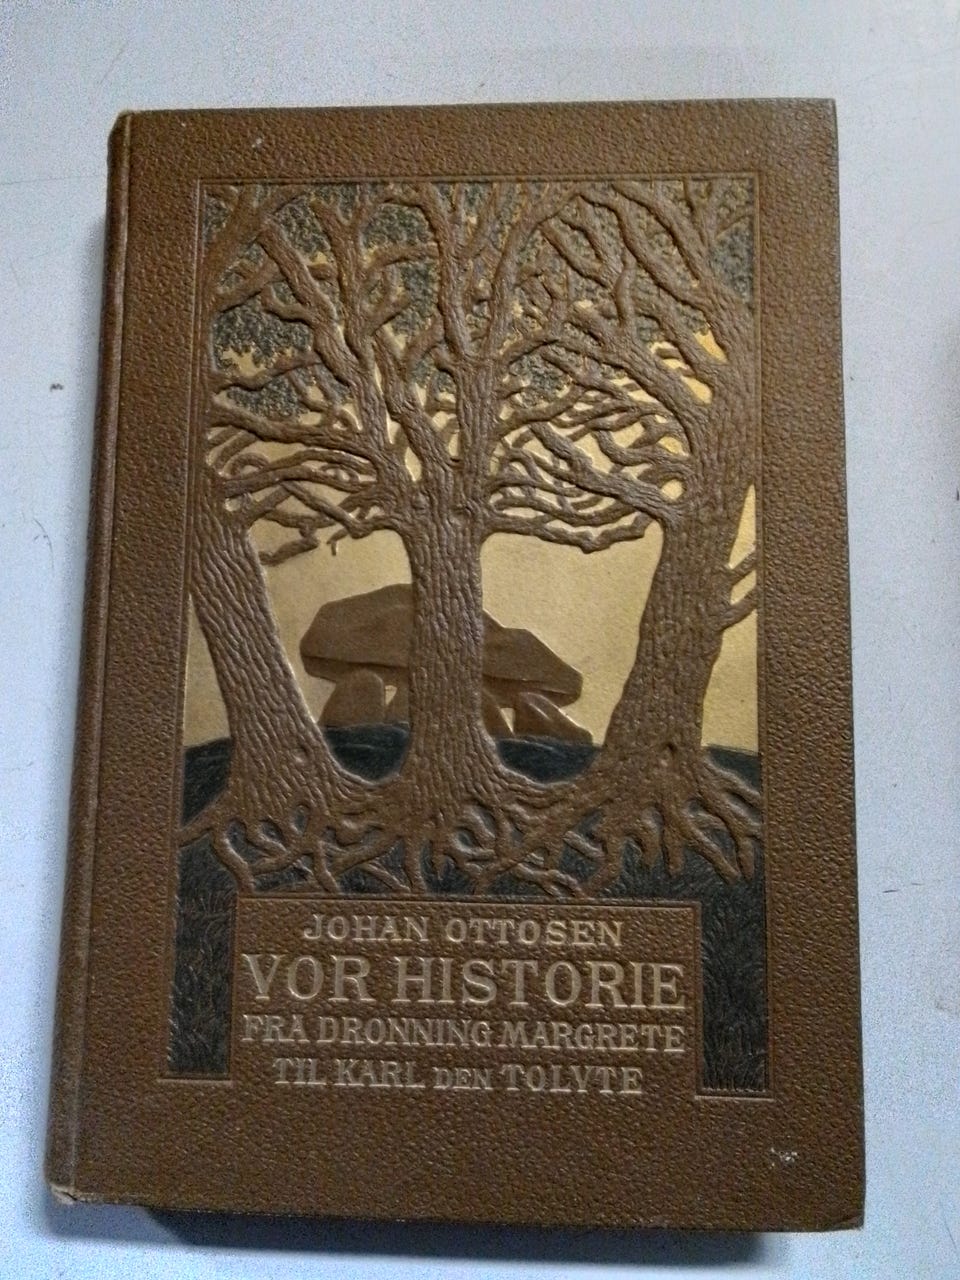 JOHAN OTTOSEN
VOR HISTORIE
FRA DRONNING MARGRETE
TIL KARL DEN TOLVTE